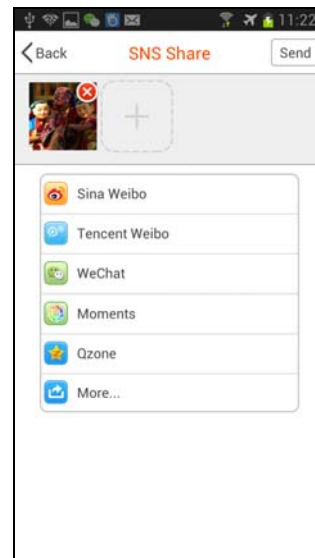 11:22
Back
SNS Share
Send
Sina Weibo
Tencent Weibo
WeChat
Moments
Qzone
More...